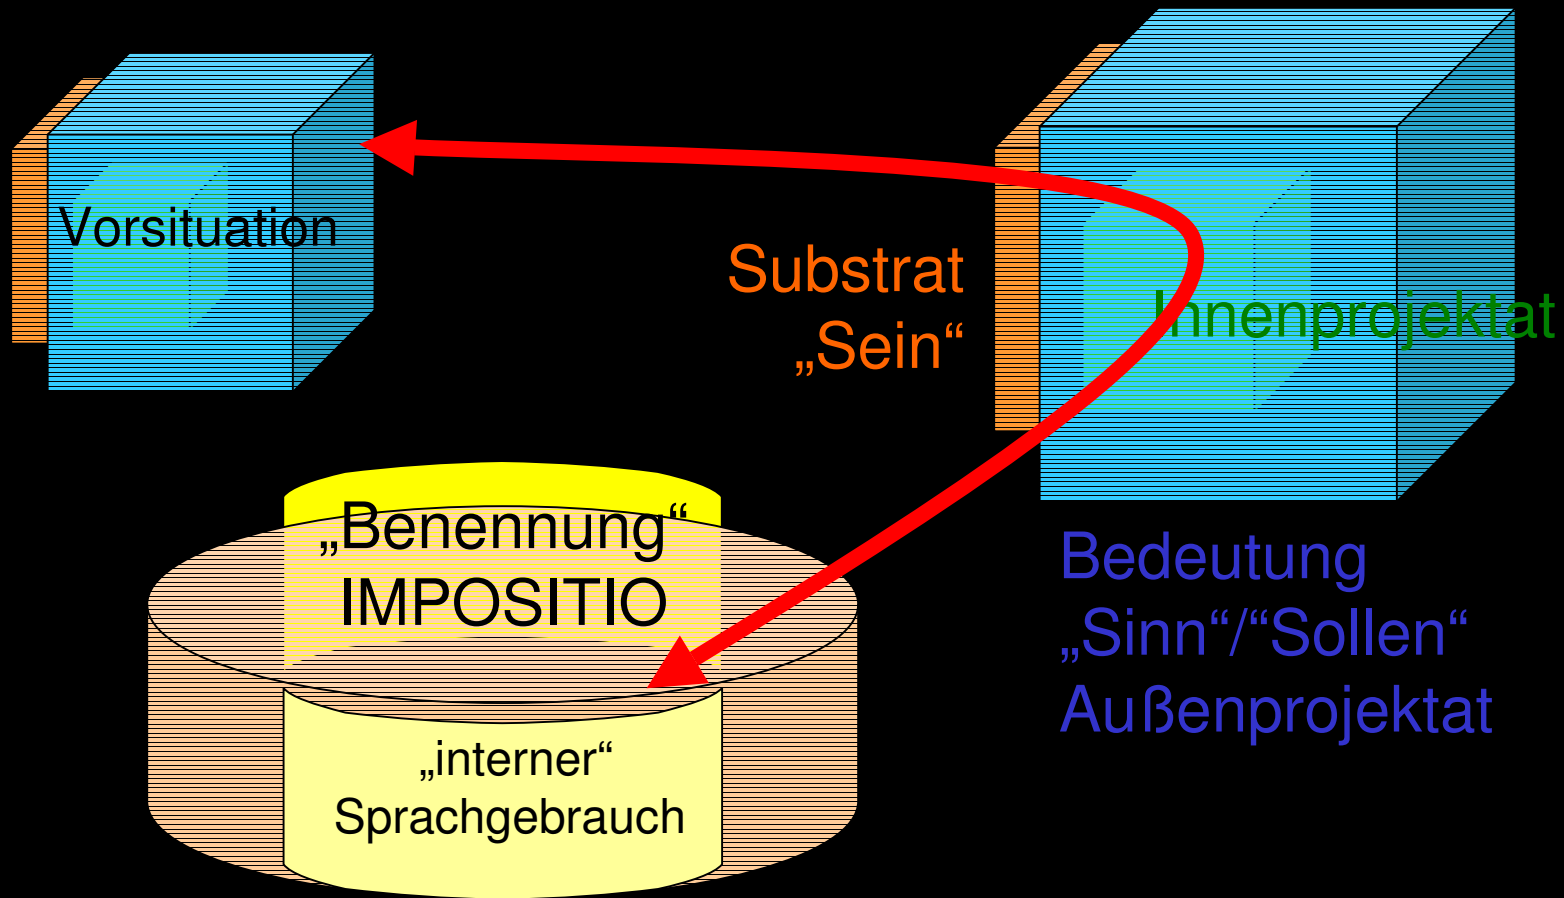 Vorsituation
Substrat
„Sein“
Innenprojektat
„Benennung“
IMPOSITIO
Bedeutung
„Sinn“/“Sollen“
Außenprojektat
„interner“
Sprachgebrauch